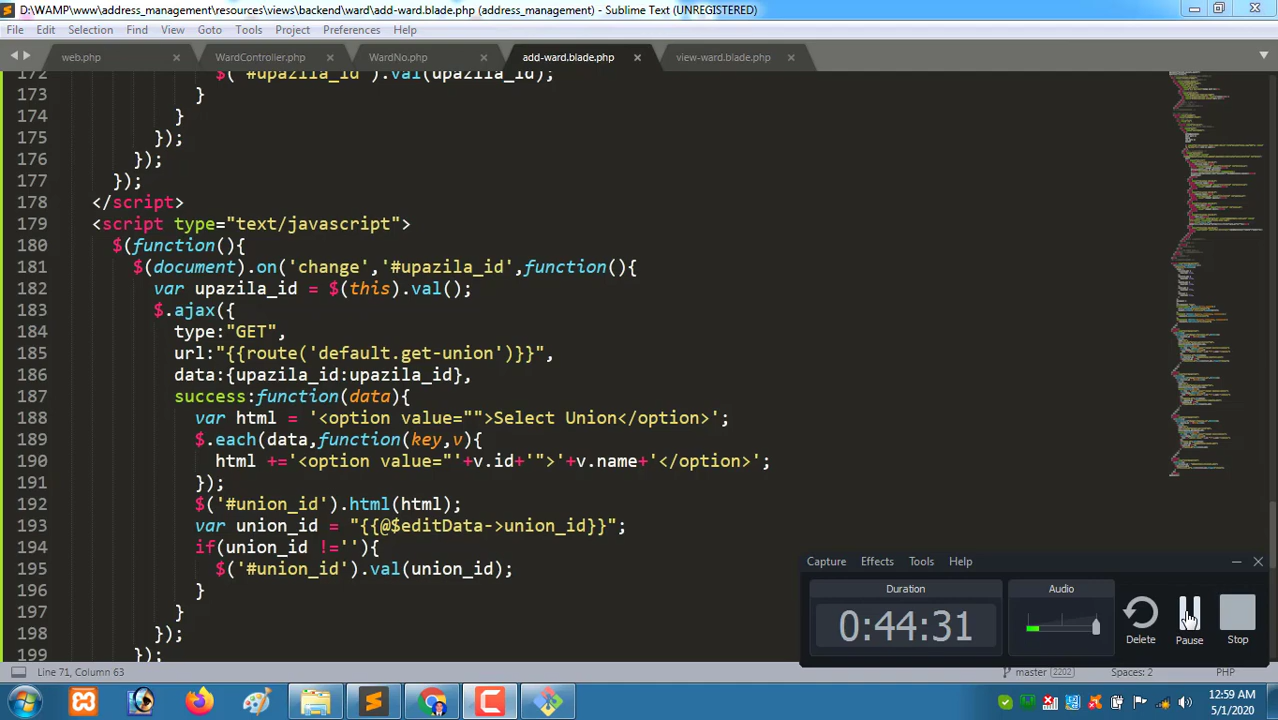 D:\WAMP\www\address_management\resources\views\backend\ward\add-ward.blade.php (address_management) - Sublime Text (UNREGISTERED)
File Edit Selection Find View Goto Tools Project Preferences Help
web.php WardController.php WardNo.php add-ward.blade.php view-ward.blade.php
172 $('#upazila_id').val(upazila_id);
173 }
174 }
175 });
176 });
177 });
178 </script>
179 <script type="text/javascript">
180 $(function(){
181 $(document).on('change','#upazila_id',function(){
182 var upazila_id = $(this).val();
183 $.ajax({
184 type:"GET",
185 url:"{{route('default.get-union')}}",
186 data:{upazila_id:upazila_id},
187 success:function(data){
188 var html = '<option value="">Select Union</option>';
189 $.each(data,function(key,v){
190 html +='<option value="'+v.id+'">'+v.name+'</option>';
191 });
192 $('#union_id').html(html);
193 var union_id = "{{@$editData->union_id}}";
194 if(union_id !=''){
195 $('#union_id').val(union_id);
196 }
197 }
198 });
199 });
Capture Effects Tools Help
Duration Audio
0:44:31
Delete Pause Stop
Line 71, Column 63 master 2202 Spaces: 2 PHP
12:59 AM
5/1/2020